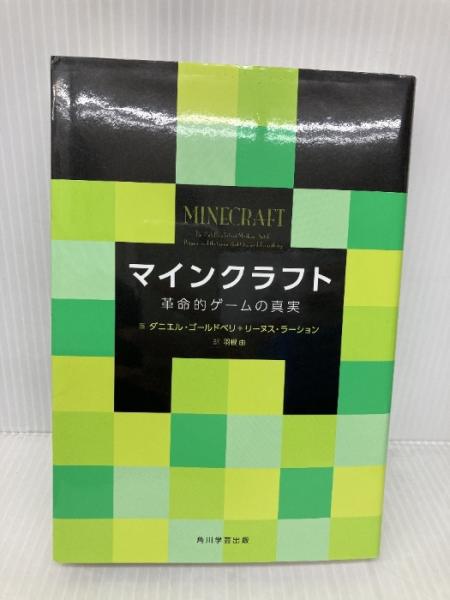 MINECRAFT
マインクラフト
革命的ゲームの真実
著 ダニエル・ゴールドベリ+リーヌス・ラーション
訳 羽根 由
角川学芸出版